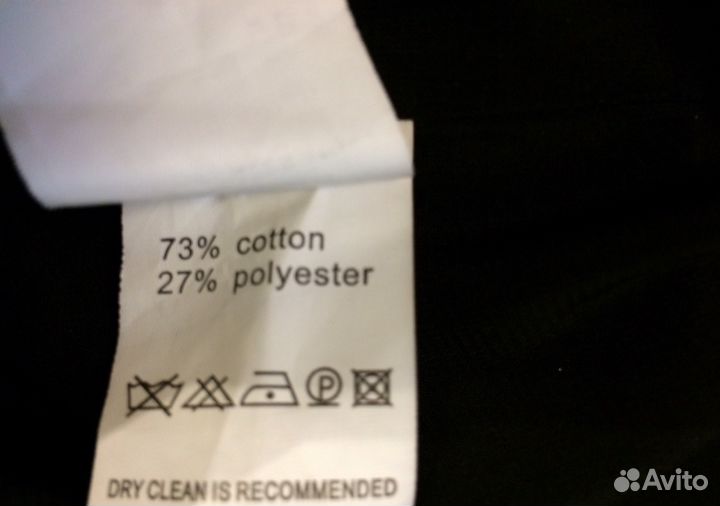 73% cotton
27% polyester
P
DRY CLEAN IS RECOMMENDED
Avito